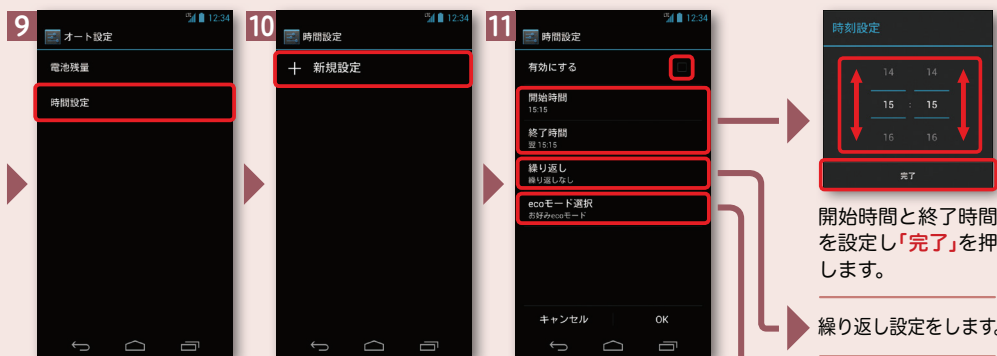 9
12:34
オート設定
電池残量
時間設定
10
12:34
時間設定
＋ 新規設定
11
12:34
時間設定
有効にする
開始時間
15:15
終了時間
翌 15:15
繰り返し
繰り返しなし
ecoモード選択
お好みecoモード
キャンセル
OK
時刻設定
14 14
15 : 15
16 16
完了
開始時間と終了時間
を設定し「完了」を押
します。
繰り返し設定をします。